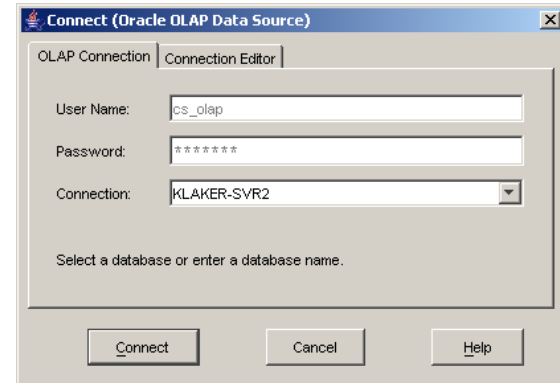 Connect (Oracle OLAP Data Source)
OLAP Connection Connection Editor
User Name: cs_olap
Password: *******
Connection: KLAKER-SVR2
Select a database or enter a database name.
Connect Cancel Help